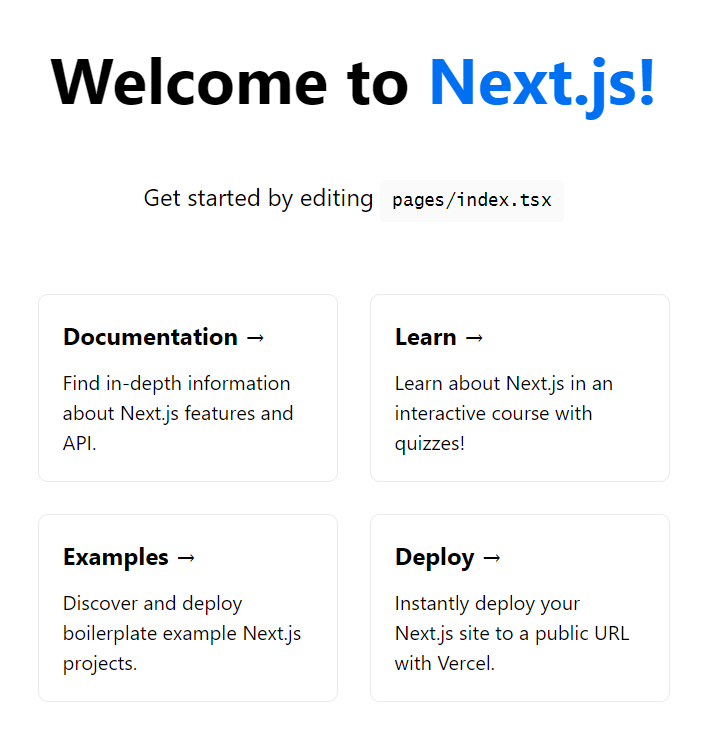 Welcome to Next.js!
Get started by editing pages/index.tsx
Documentation →
Find in-depth information
about Next.js features and
API.
Learn →
Learn about Next.js in an
interactive course with
quizzes!
Examples →
Discover and deploy
boilerplate example Next.js
projects.
Deploy →
Instantly deploy your
Next.js site to a public URL
with Vercel.